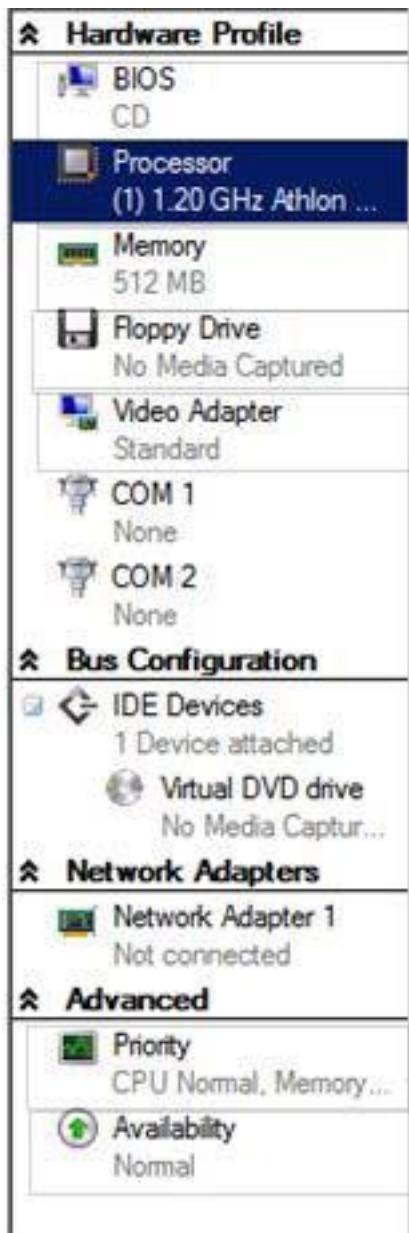 Hardware Profile
BIOS
CD
Processor
(1) 1.20 GHz Athlon ...
Memory
512 MB
Floppy Drive
No Media Captured
Video Adapter
Standard
COM 1
None
COM 2
None
Bus Configuration
IDE Devices
1 Device attached
Virtual DVD drive
No Media Captur...
Network Adapters
Network Adapter 1
Not connected
Advanced
Priority
CPU Normal, Memory...
Availability
Normal